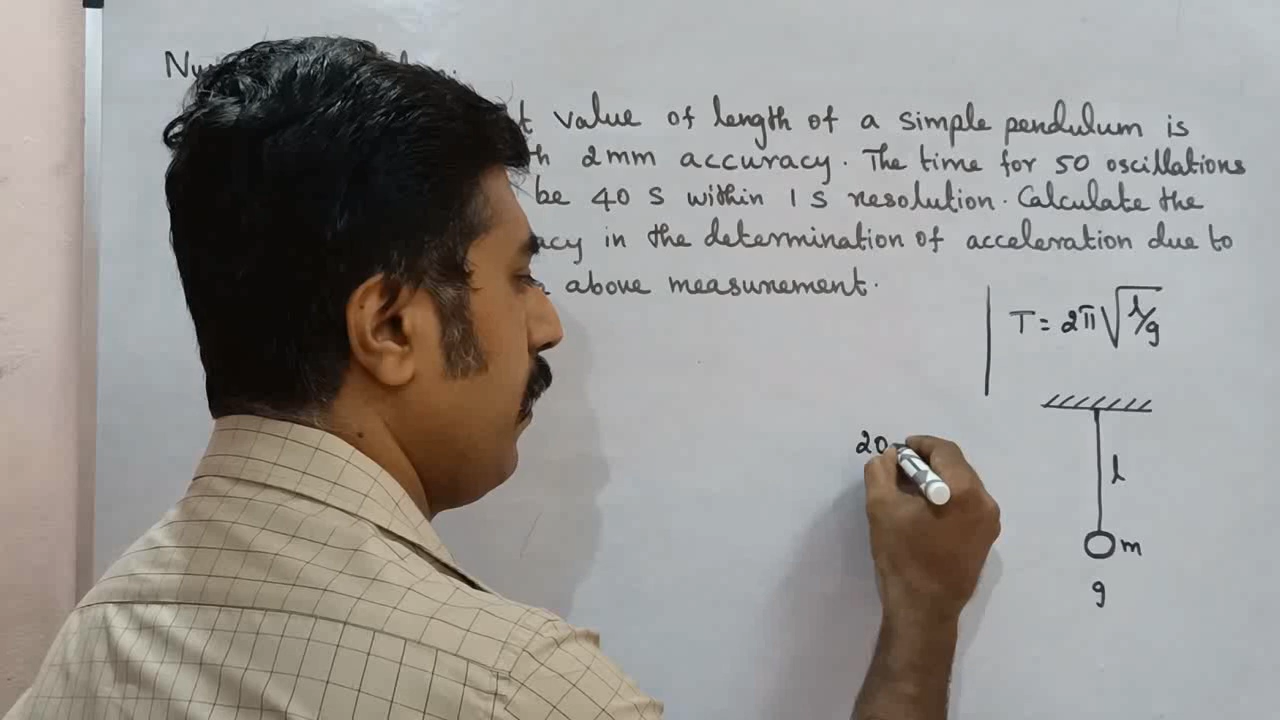 value of length of a simple pendulum is
2mm accuracy. The time for 50 oscillations
be 40 s within 1 s resolution. Calculate the
in the determination of acceleration due to
above measurement.
T = 2π√l/g
20
l
m
g